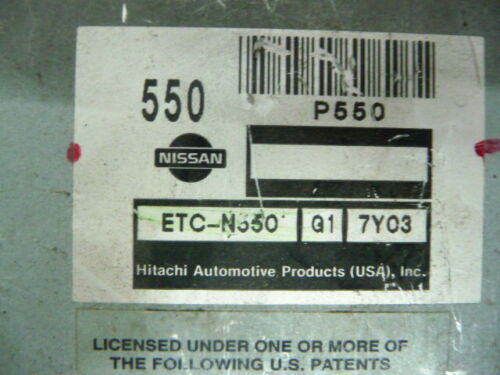 550
P550
NISSAN
ETC-N550 G1 7Y03
Hitachi Automotive Products (USA), Inc.
LICENSED UNDER ONE OR MORE OF
THE FOLLOWING U.S. PATENTS